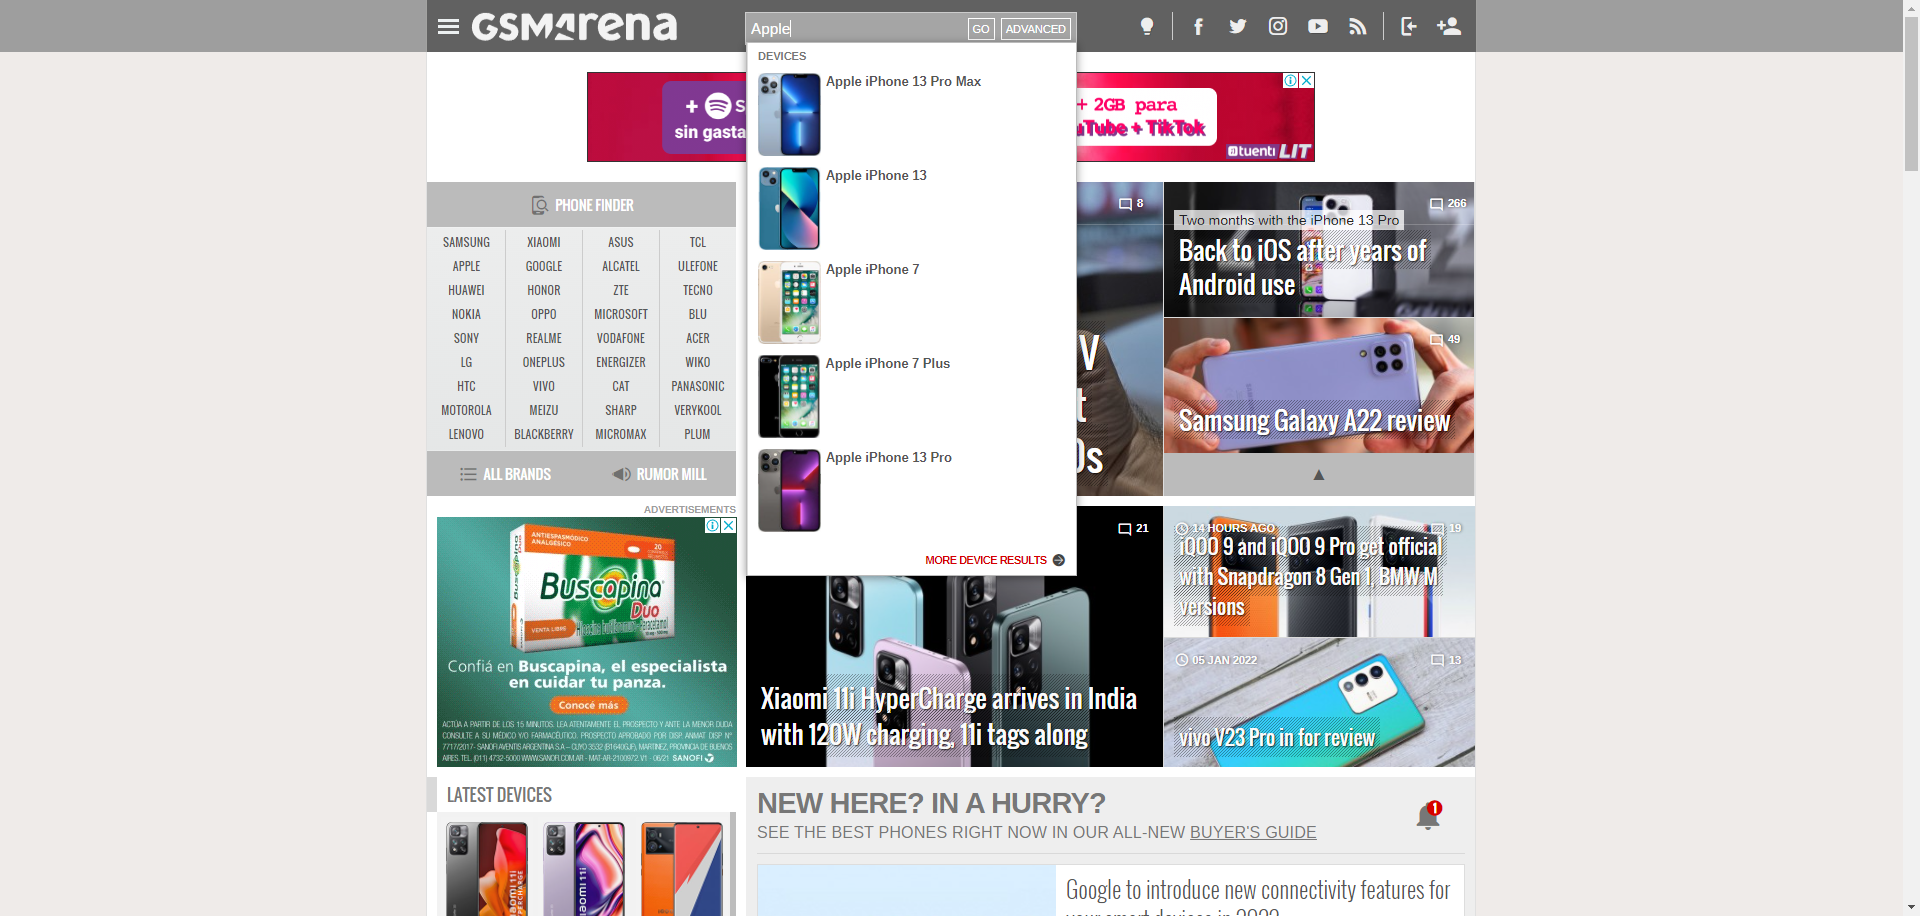 GSMArena
Apple
GO
ADVANCED
DEVICES
Apple iPhone 13 Pro Max
Apple iPhone 13
Apple iPhone 7
Apple iPhone 7 Plus
Apple iPhone 13 Pro
MORE DEVICE RESULTS
+ S
sin gasta
+ 2GB para
uTube + TikTok
tuenti LIT
PHONE FINDER
SAMSUNG XIAOMI ASUS TCL
APPLE GOOGLE ALCATEL ULEFONE
HUAWEI HONOR ZTE TECNO
NOKIA OPPO MICROSOFT BLU
SONY REALME VODAFONE ACER
LG ONEPLUS ENERGIZER WIKO
HTC VIVO CAT PANASONIC
MOTOROLA MEIZU SHARP VERYKOOL
LENOVO BLACKBERRY MICROMAX PLUM
ALL BRANDS
RUMOR MILL
8
V
t
0s
266
Two months with the iPhone 13 Pro
Back to iOS after years of
Android use
49
Samsung Galaxy A22 review
▲
ADVERTISEMENTS
ANTIESPASMÓDICO
ANALGÉSICO
20
Buscapina
Duo
VENTA LIBRE
Confiá en Buscapina, el especialista
en cuidar tu panza.
Conocé más
ACTÚA A PARTIR DE LOS 15 MINUTOS. LEA ATENTAMENTE EL PROSPECTO Y ANTE LA MENOR DUDA
CONSULTE A SU MÉDICO Y/O FARMACÉUTICO. PROSPECTO APROBADO POR DISP. ANMAT DISP Nº
7717/2017- SANOFI AVENTIS ARGENTINA S.A – CUYO 3532 (B1640GJF), MARTINEZ, PROVINCIA DE BUENOS
AIRES. TEL. (011) 4732-5000 WWW.SANOFI.COM.AR - MAT-AR-2100972. V1 - 06/21 SANOFI
21
Xiaomi 11i HyperCharge arrives in India
with 120W charging, 11i tags along
14 HOURS AGO
19
iQOO 9 and iQOO 9 Pro get official
with Snapdragon 8 Gen 1, BMW M
versions
05 JAN 2022
13
vivo V23 Pro in for review
LATEST DEVICES
NEW HERE? IN A HURRY?
SEE THE BEST PHONES RIGHT NOW IN OUR ALL-NEW BUYER'S GUIDE
1
Google to introduce new connectivity features for
your smart devices in 2022